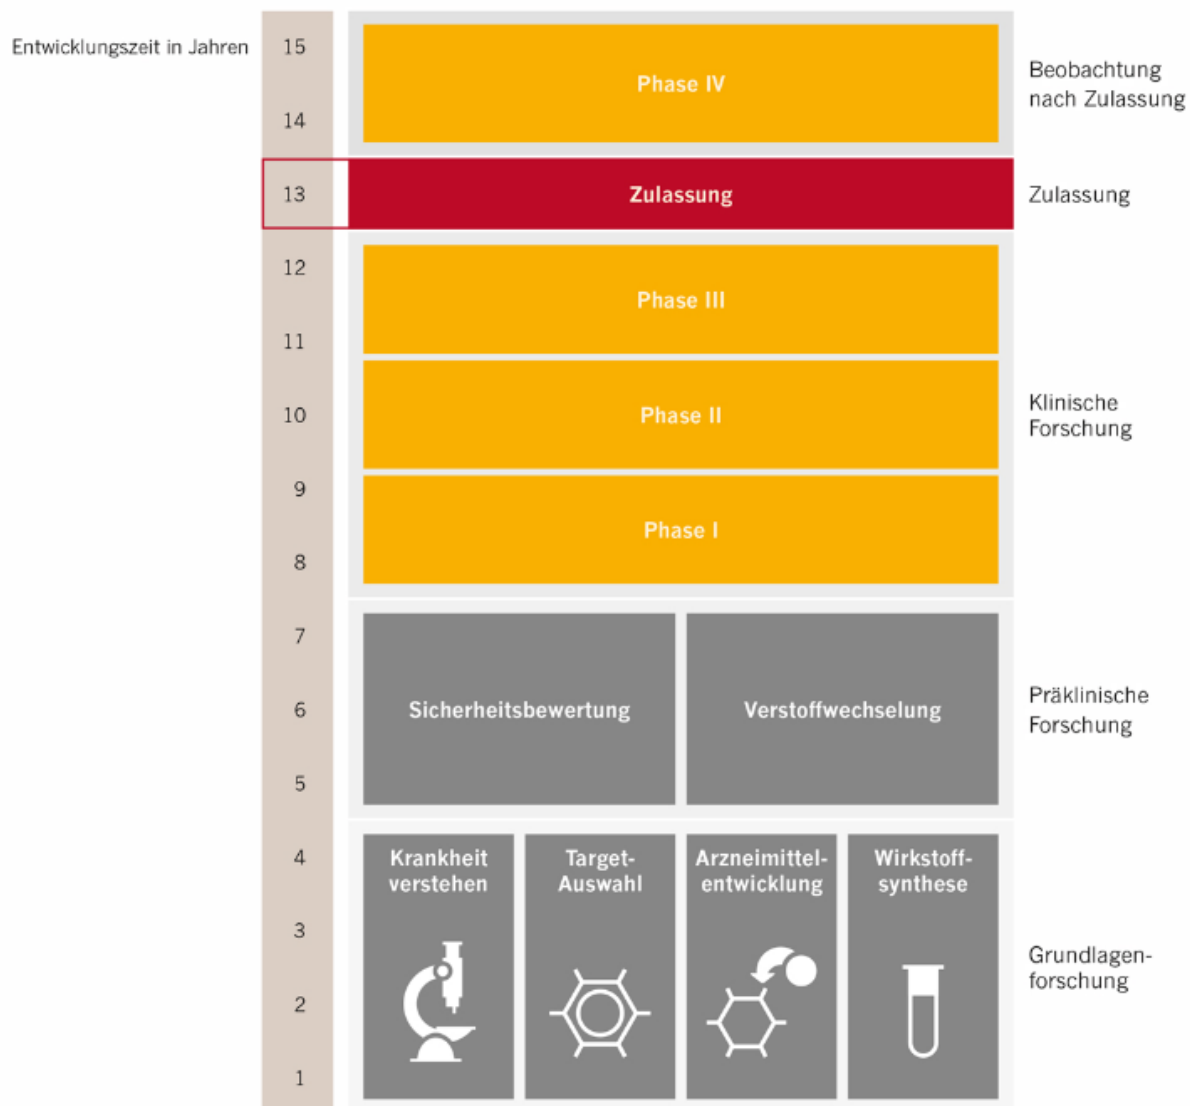 Entwicklungszeit in Jahren
15
Phase IV
Beobachtung
nach Zulassung
14
13
Zulassung
Zulassung
12
Phase III
11
10
Phase II
Klinische
Forschung
9
Phase I
8
7
6
Sicherheitsbewertung
Verstoffwechselung
Präklinische
Forschung
5
4
Krankheit
verstehen
Target-
Auswahl
Arzneimittel-
entwicklung
Wirkstoff-
synthese
3
Grundlagen-
forschung
2
1